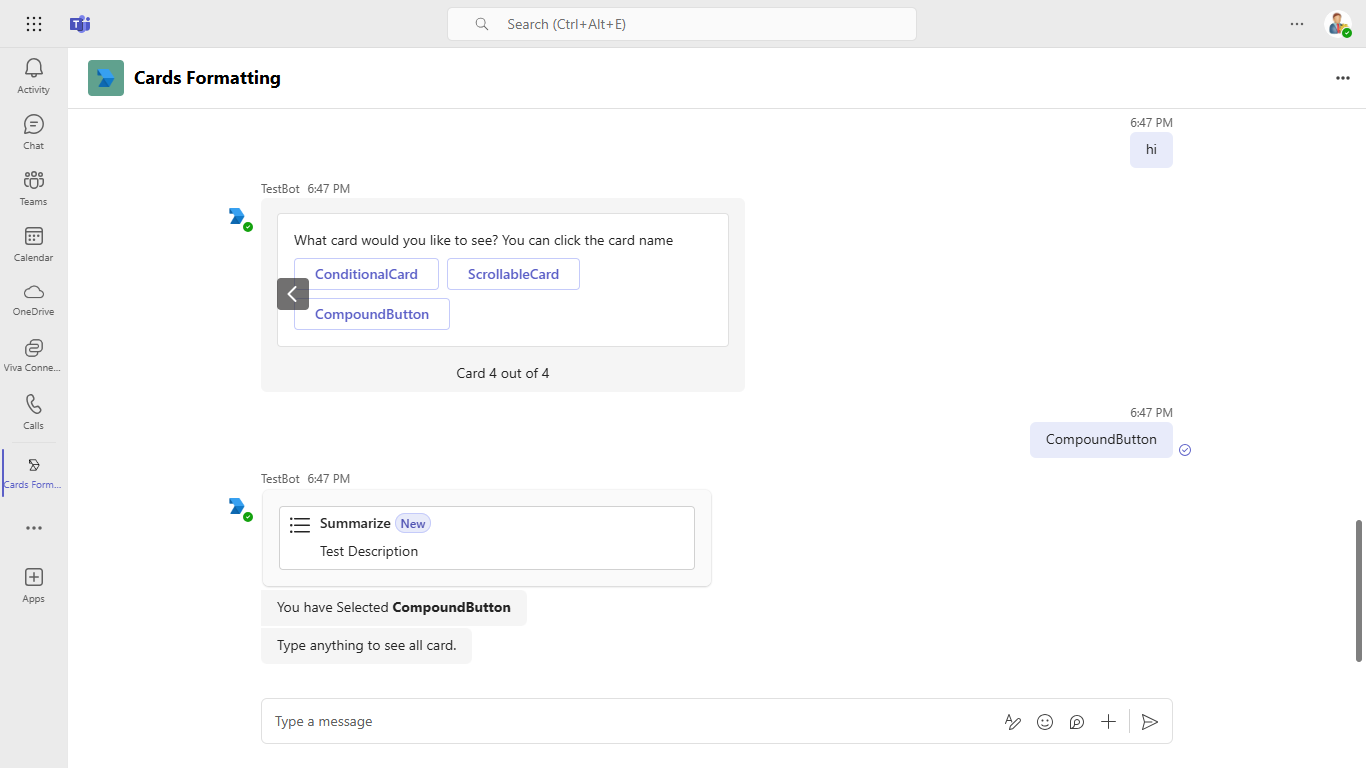 Search (Ctrl+Alt+E)
Activity
Chat
Teams
Calendar
OneDrive
Viva Conne...
Calls
Cards Form...
Apps
Cards Formatting
6:47 PM
hi
TestBot 6:47 PM
What card would you like to see? You can click the card name
ConditionalCard ScrollableCard
CompoundButton
Card 4 out of 4
6:47 PM
CompoundButton
TestBot 6:47 PM
Summarize New
Test Description
You have Selected CompoundButton
Type anything to see all card.
Type a message